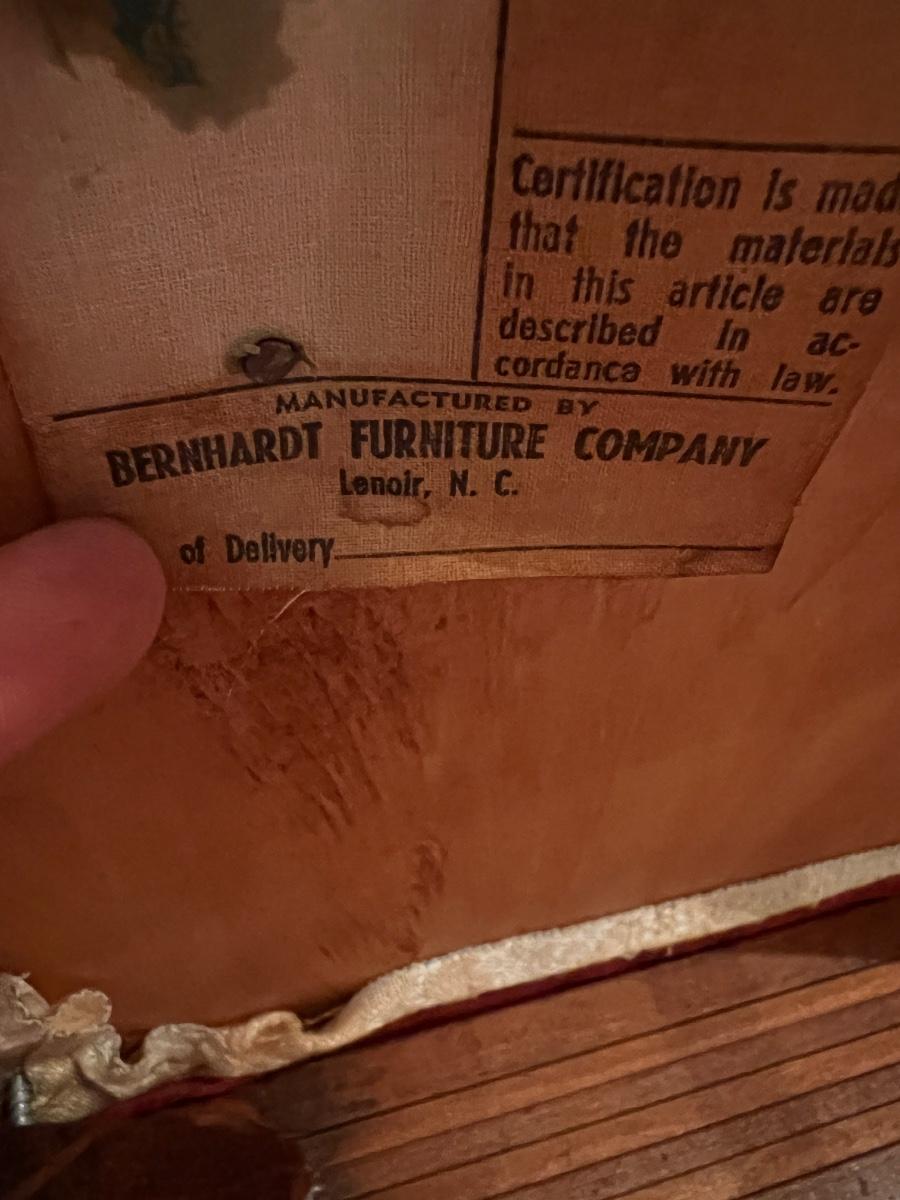 Certification is mad
that the materials
in this article are
described in ac-
cordance with law.
MANUFACTURED BY
BERNHARDT FURNITURE COMPANY
Lenoir, N. C.
of Delivery